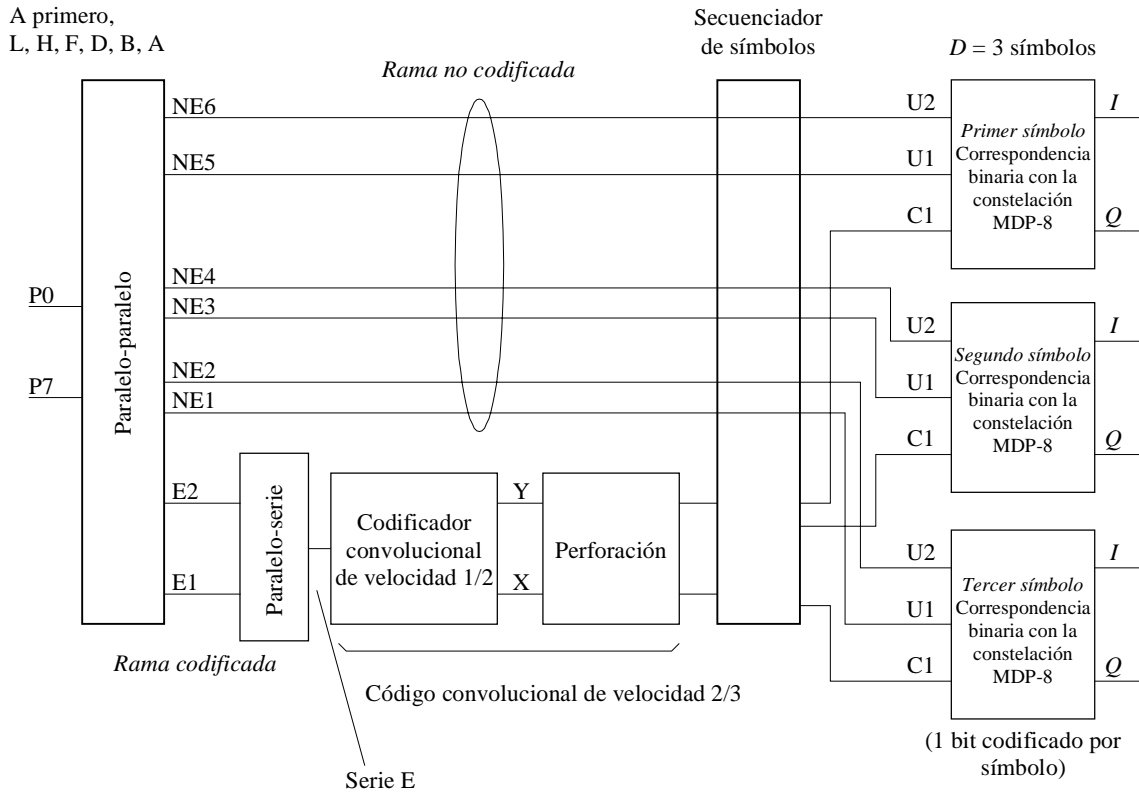 A primero,
L, H, F, D, B, A
Secuenciador
de símbolos
D = 3 símbolos
Rama no codificada
NE6
NE5
NE4
NE3
NE2
NE1
P0
P7
Paralelo-paralelo
E2
E1
Paralelo-serie
Codificador
convolucional
de velocidad 1/2
Y
X
Perforación
Rama codificada
Código convolucional de velocidad 2/3
Serie E
U2
U1
C1
Primer símbolo
Correspondencia
binaria con la
constelación
MDP-8
I
Q
U2
U1
C1
Segundo símbolo
Correspondencia
binaria con la
constelación
MDP-8
I
Q
U2
U1
C1
Tercer símbolo
Correspondencia
binaria con la
constelación
MDP-8
I
Q
(1 bit codificado por
símbolo)